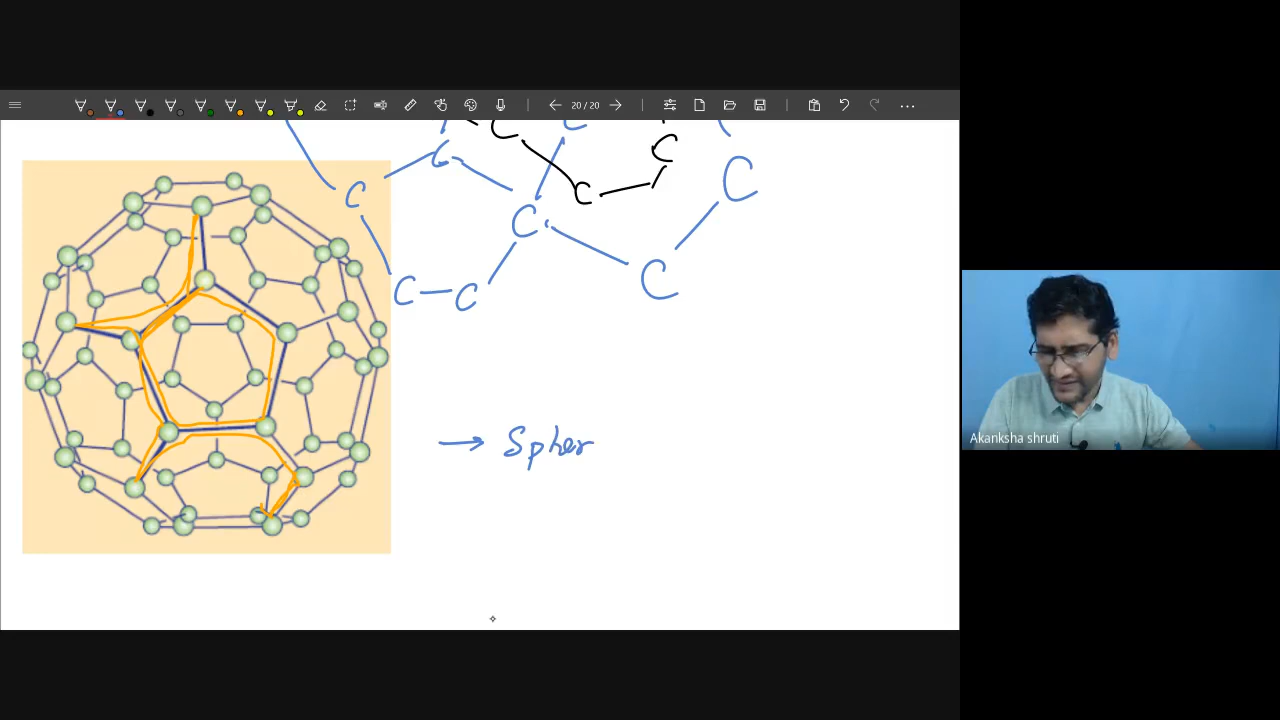 20/20
C C
C C
C C C
C
C
C - C C
→ Spher
Akanksha shruti